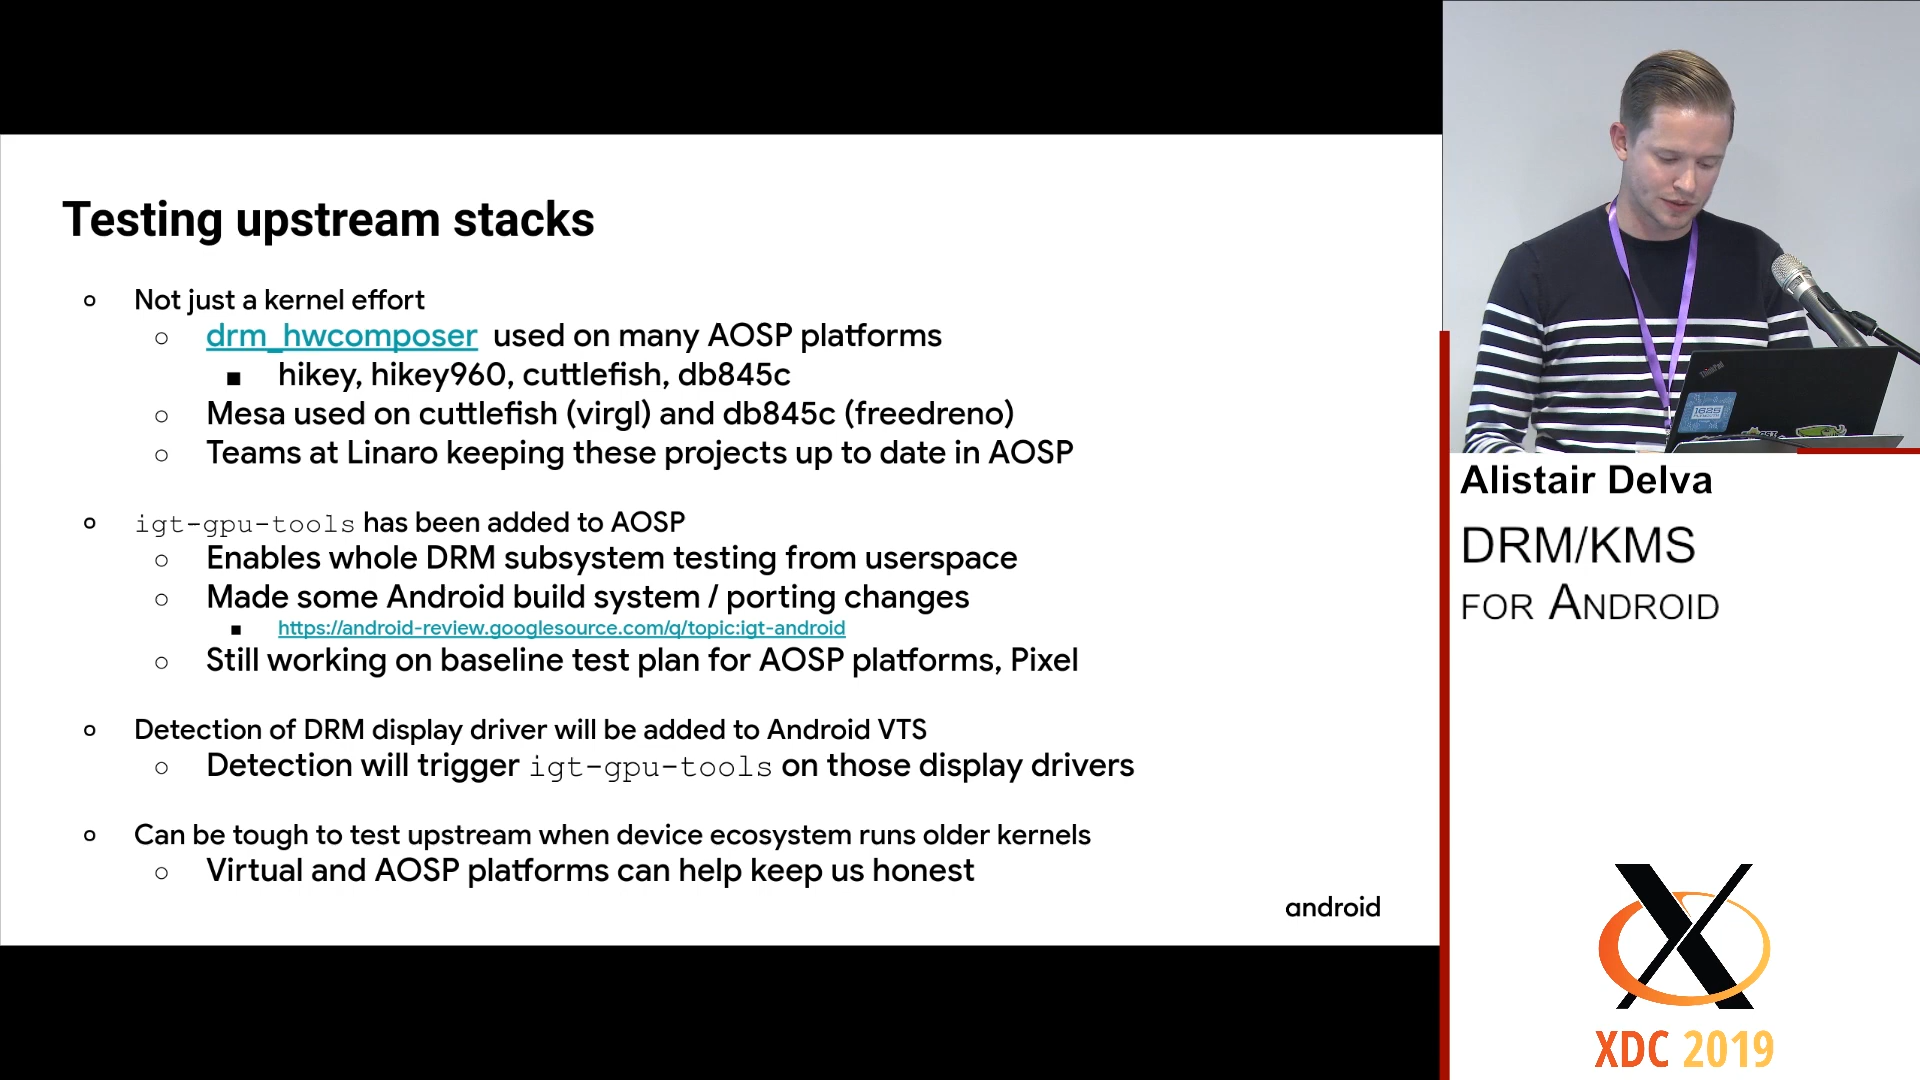 Testing upstream stacks
Not just a kernel effort
drm_hwcomposer used on many AOSP platforms
hikey, hikey960, cuttlefish, db845c
Mesa used on cuttlefish (virgl) and db845c (freedreno)
Teams at Linaro keeping these projects up to date in AOSP
igt-gpu-tools has been added to AOSP
Enables whole DRM subsystem testing from userspace
Made some Android build system / porting changes
https://android-review.googlesource.com/q/topic:igt-android
Still working on baseline test plan for AOSP platforms, Pixel
Detection of DRM display driver will be added to Android VTS
Detection will trigger igt-gpu-tools on those display drivers
Can be tough to test upstream when device ecosystem runs older kernels
Virtual and AOSP platforms can help keep us honest
android
ThinkPad
1625
Alistair Delva
DRM/KMS
FOR ANDROID
XDC 2019